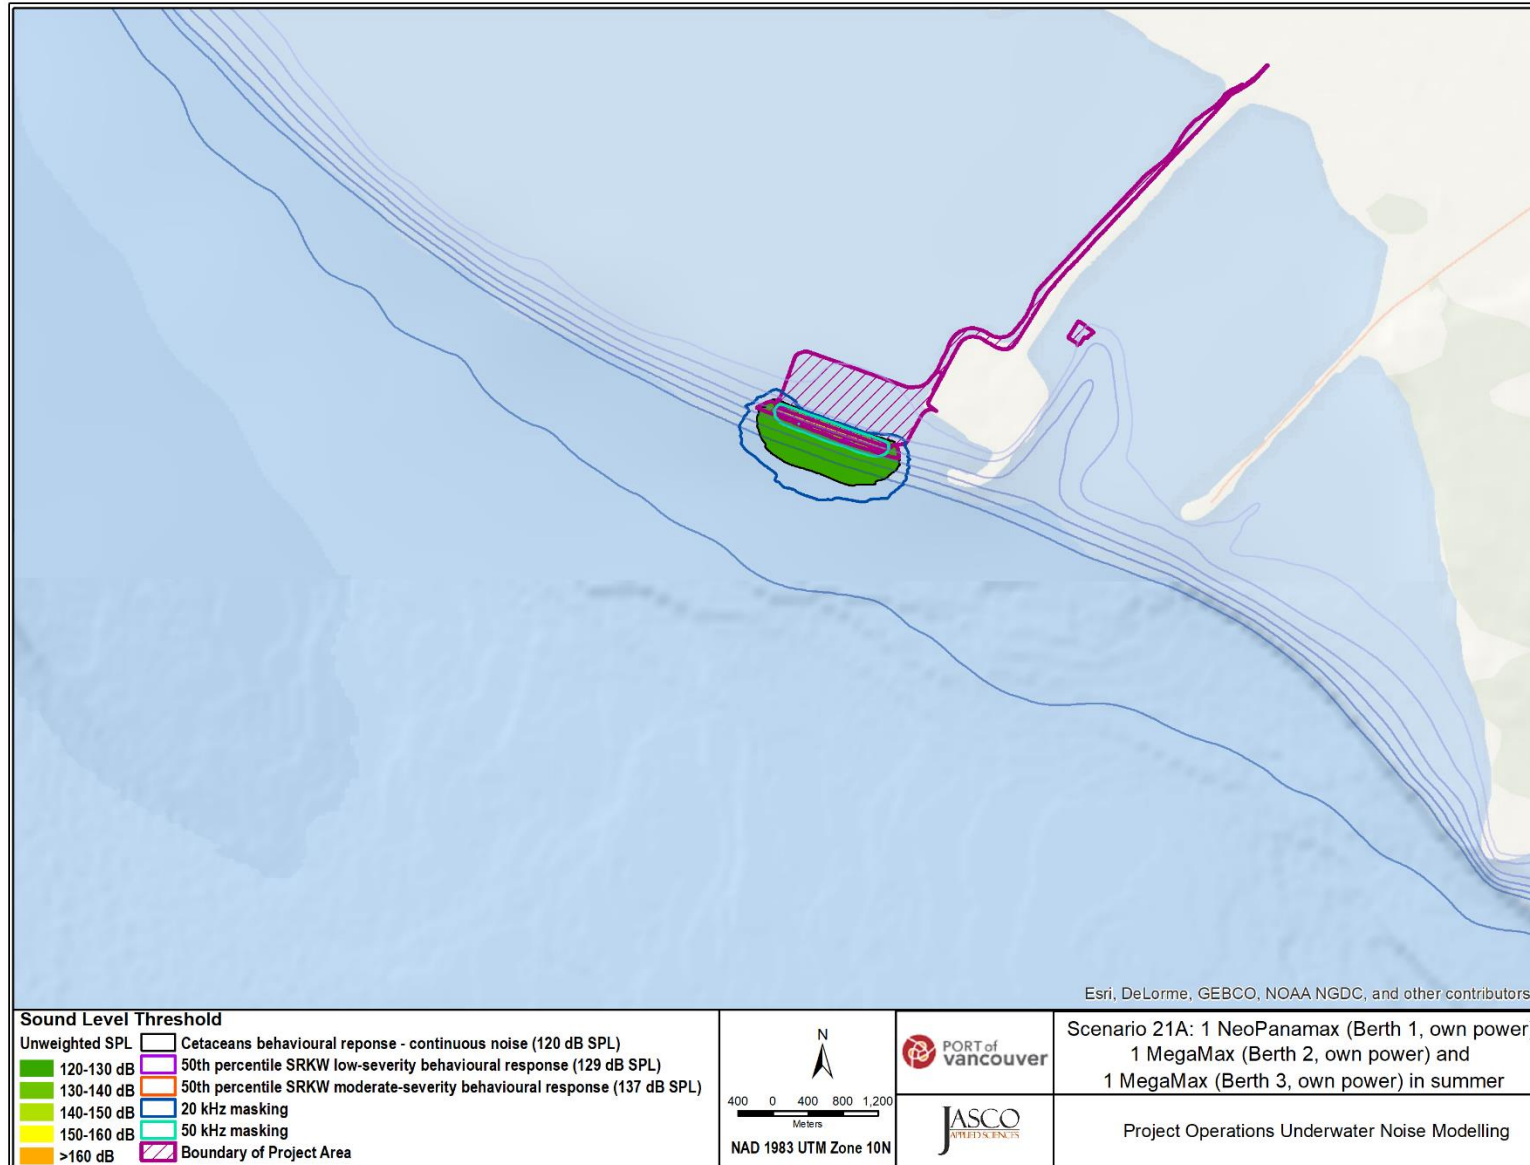 Esri, DeLorme, GEBCO, NOAA NGDC, and other contributors
Sound Level Threshold
Unweighted SPL
120-130 dB
130-140 dB
140-150 dB
150-160 dB
>160 dB
Cetaceans behavioural reponse - continuous noise (120 dB SPL)
50th percentile SRKW low-severity behavioural response (129 dB SPL)
50th percentile SRKW moderate-severity behavioural response (137 dB SPL)
20 kHz masking
50 kHz masking
Boundary of Project Area
N
400 0 400 800 1,200
Meters
NAD 1983 UTM Zone 10N
PORT of
vancouver
JASCO
APPLIED SCIENCES
Scenario 21A: 1 NeoPanamax (Berth 1, own power
1 MegaMax (Berth 2, own power) and
1 MegaMax (Berth 3, own power) in summer
Project Operations Underwater Noise Modelling